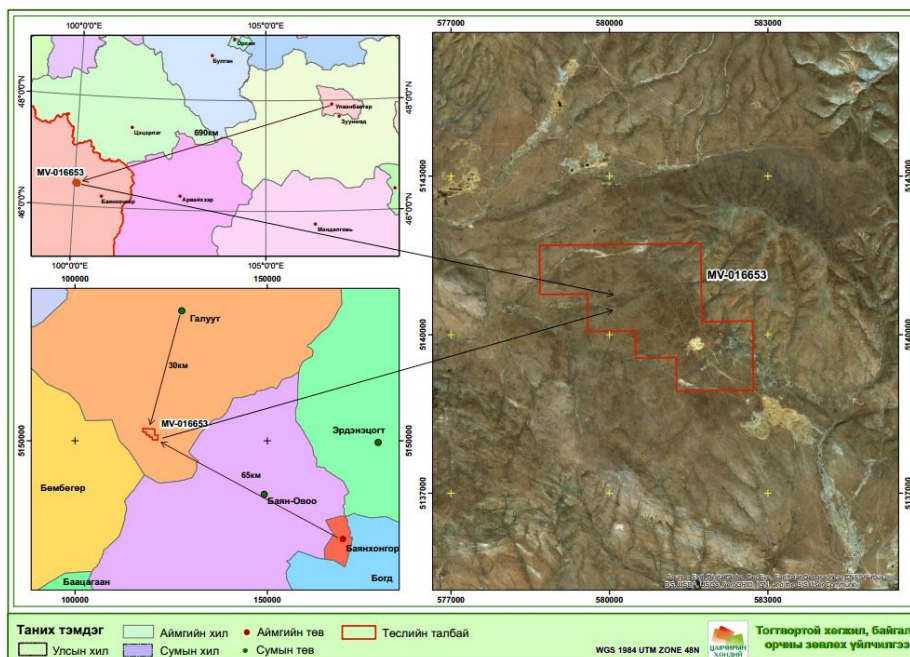 100°0'0"E 105°0'0"E
48°0'0"N
46°0'0"N
48°0'0"N
46°0'0"N
Орхон
Булган
Улаанбаатар
Зуунмод
Цэцэрлэг
690км
MV-016653
Баянхонгор
Арвайхээр
Мандалговь
100°0'0"E 105°0'0"E
100000 150000
Галуут
30км
MV-016653
Эрдэнэцогт
Бөмбөгөр
65км
Баян-Овоо
Баянхонгор
Баацагаан
Богд
5150000
5150000
100000 150000
577000 580000 583000
5143000
5140000
5137000
MV-016653
5143000
5140000
5137000
577000 580000 583000
Таних тэмдэг
Улсын хил
Аймгийн хил
Сумын хил
Аймгийн төв
Сумын төв
Төслийн талбай
WGS 1984 UTM ZONE 48N
ЦАРЧИРЫН
ХӨНДИЙ
Тогтвортой хөгжил, байгал
орчны зөвлөх үйлчилгээ